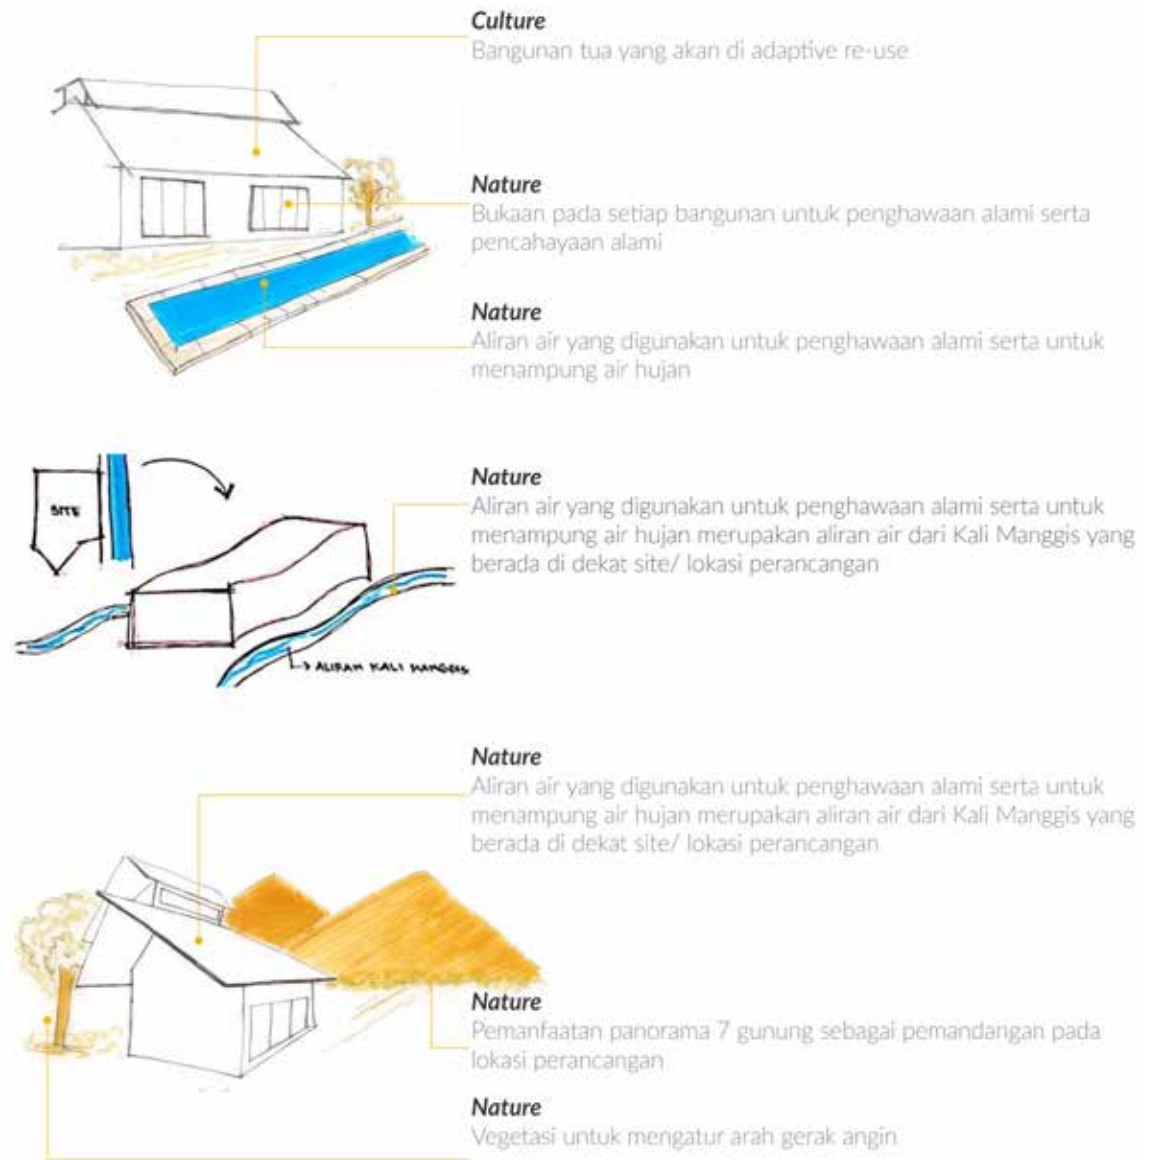 Culture
Bangunan tua yang akan di adaptive re-use
Nature
Bukaan pada setiap bangunan untuk penghawaan alami serta
pencahayaan alami
Nature
Aliran air yang digunakan untuk penghawaan alami serta untuk
menampung air hujan
SITE
Nature
Aliran air yang digunakan untuk penghawaan alami serta untuk
menampung air hujan merupakan aliran air dari Kali Manggis yang
berada di dekat site/ lokasi perancangan
ALIRAN KALI MANGGIS
Nature
Aliran air yang digunakan untuk penghawaan alami serta untuk
menampung air hujan merupakan aliran air dari Kali Manggis yang
berada di dekat site/ lokasi perancangan
Nature
Pemanfaatan panorama 7 gunung sebagai pemandangan pada
lokasi perancangan
Nature
Vegetasi untuk mengatur arah gerak angin